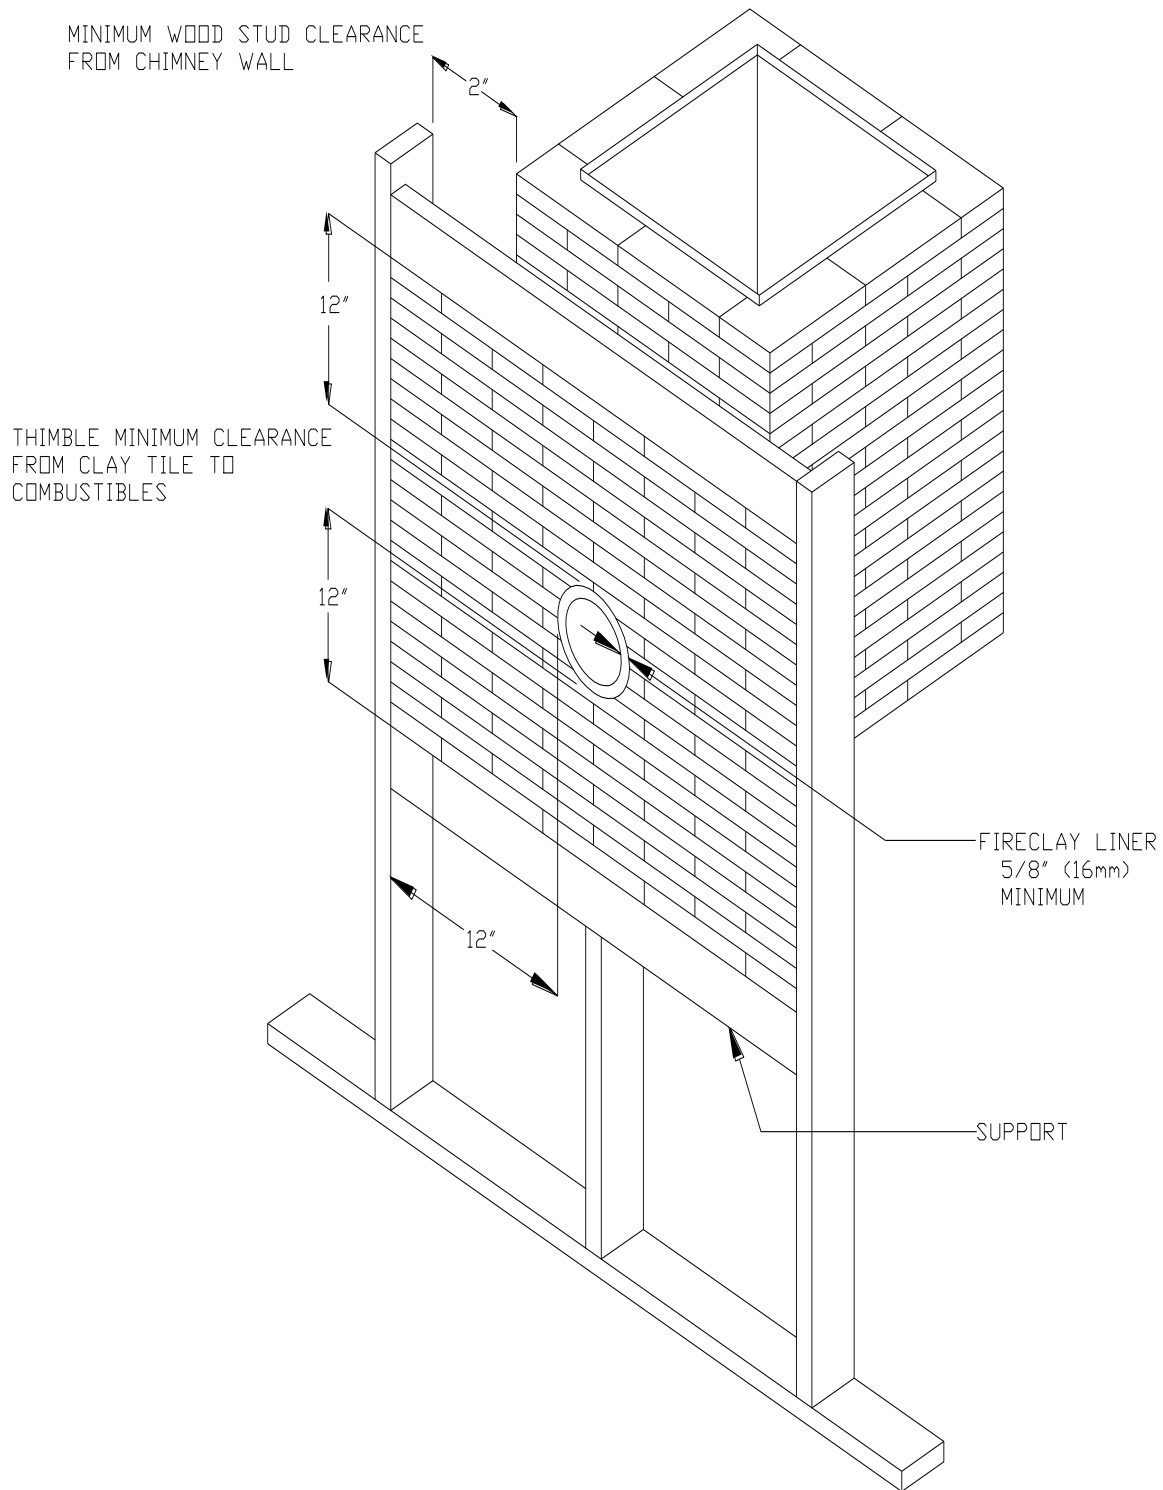 MINIMUM WOOD STUD CLEARANCE
FROM CHIMNEY WALL
2"
12"
THIMBLE MINIMUM CLEARANCE
FROM CLAY TILE TO
COMBUSTIBLES
12"
FIRECLAY LINER
5/8" (16mm)
MINIMUM
12"
SUPPORT